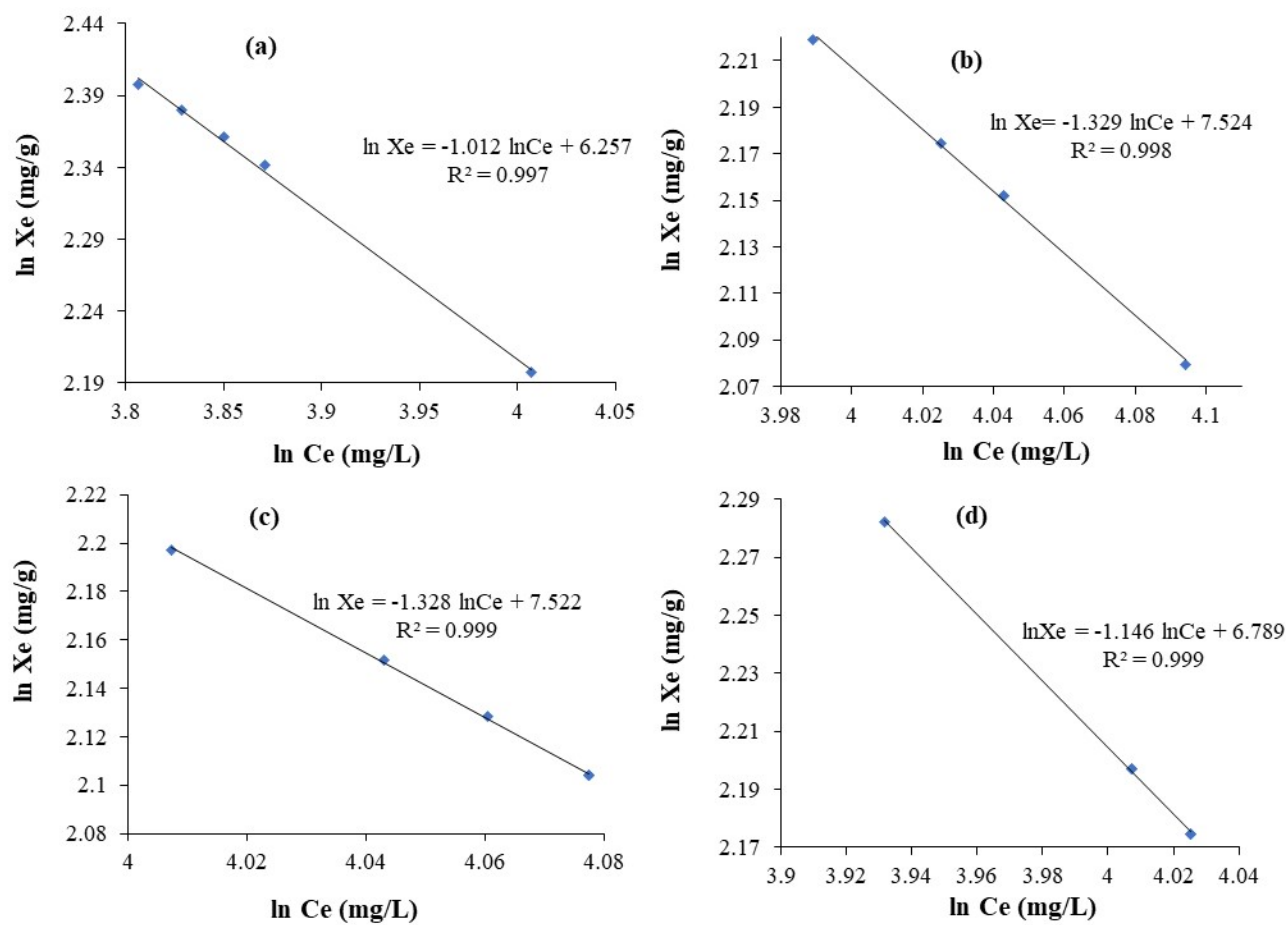 (a)
ln Xe (mg/g)
2.44
2.39
2.34
2.29
2.24
2.19
ln Xe = -1.012 lnCe + 6.257
R² = 0.997
3.8 3.85 3.9 3.95 4 4.05
ln Ce (mg/L)
(b)
ln Xe (mg/g)
2.21
2.19
2.17
2.15
2.13
2.11
2.09
2.07
ln Xe= -1.329 lnCe + 7.524
R² = 0.998
3.98 4 4.02 4.04 4.06 4.08 4.1
ln Ce (mg/L)
(c)
ln Xe (mg/g)
2.22
2.2
2.18
2.16
2.14
2.12
2.1
2.08
ln Xe = -1.328 lnCe + 7.522
R² = 0.999
4 4.02 4.04 4.06 4.08
ln Ce (mg/L)
(d)
ln Xe (mg/g)
2.29
2.27
2.25
2.23
2.21
2.19
2.17
lnXe = -1.146 lnCe + 6.789
R² = 0.999
3.9 3.92 3.94 3.96 3.98 4 4.02 4.04
ln Ce (mg/L)